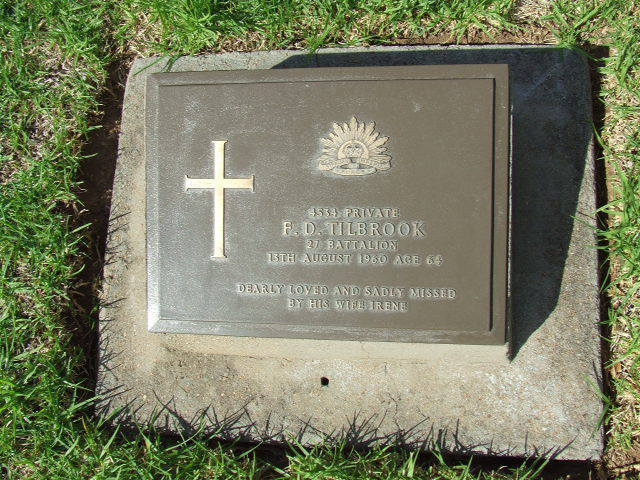 4534 PRIVATE
F. D. TILBROOK
27 BATTALION
13TH AUGUST 1960 AGE 64
DEARLY LOVED AND SADLY MISSED
BY HIS WIFE IRENE